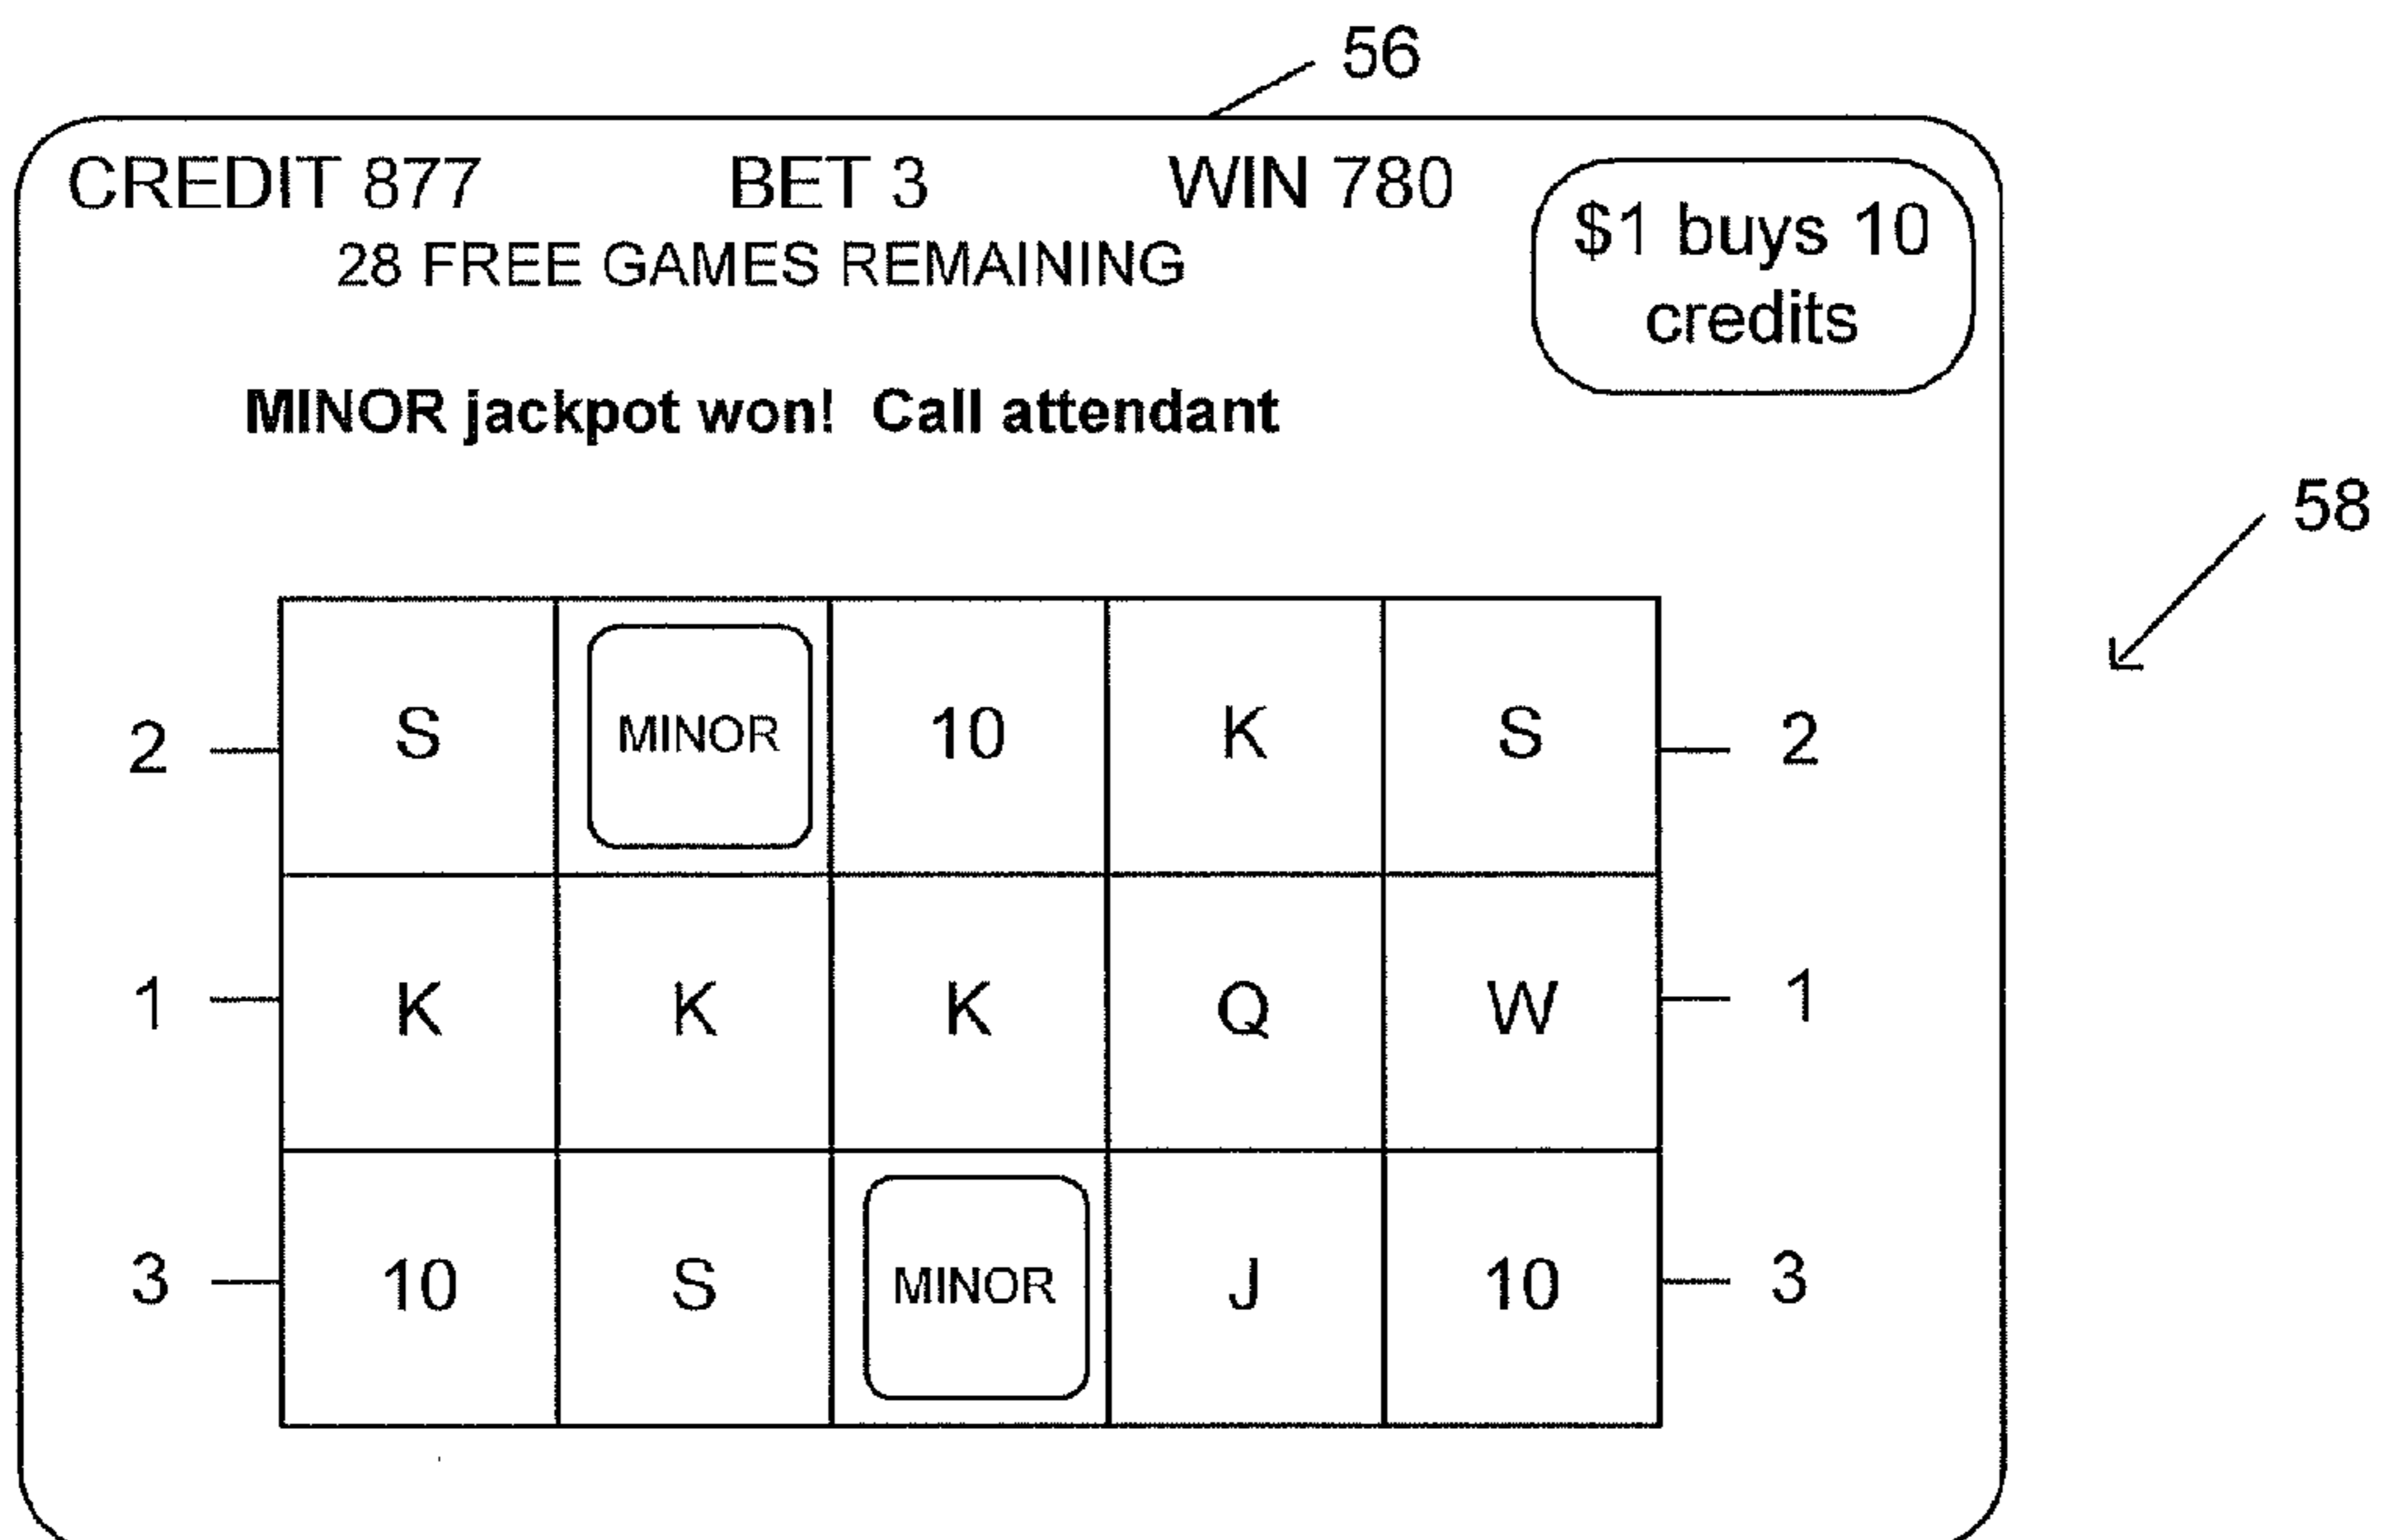 56
CREDIT 877 BET 3 WIN 780
$1 buys 10
credits
28 FREE GAMES REMAINING
MINOR jackpot won! Call attendant
58
2 S MINOR 10 K S 2
1 K K K Q W 1
3 10 S MINOR J 10 3